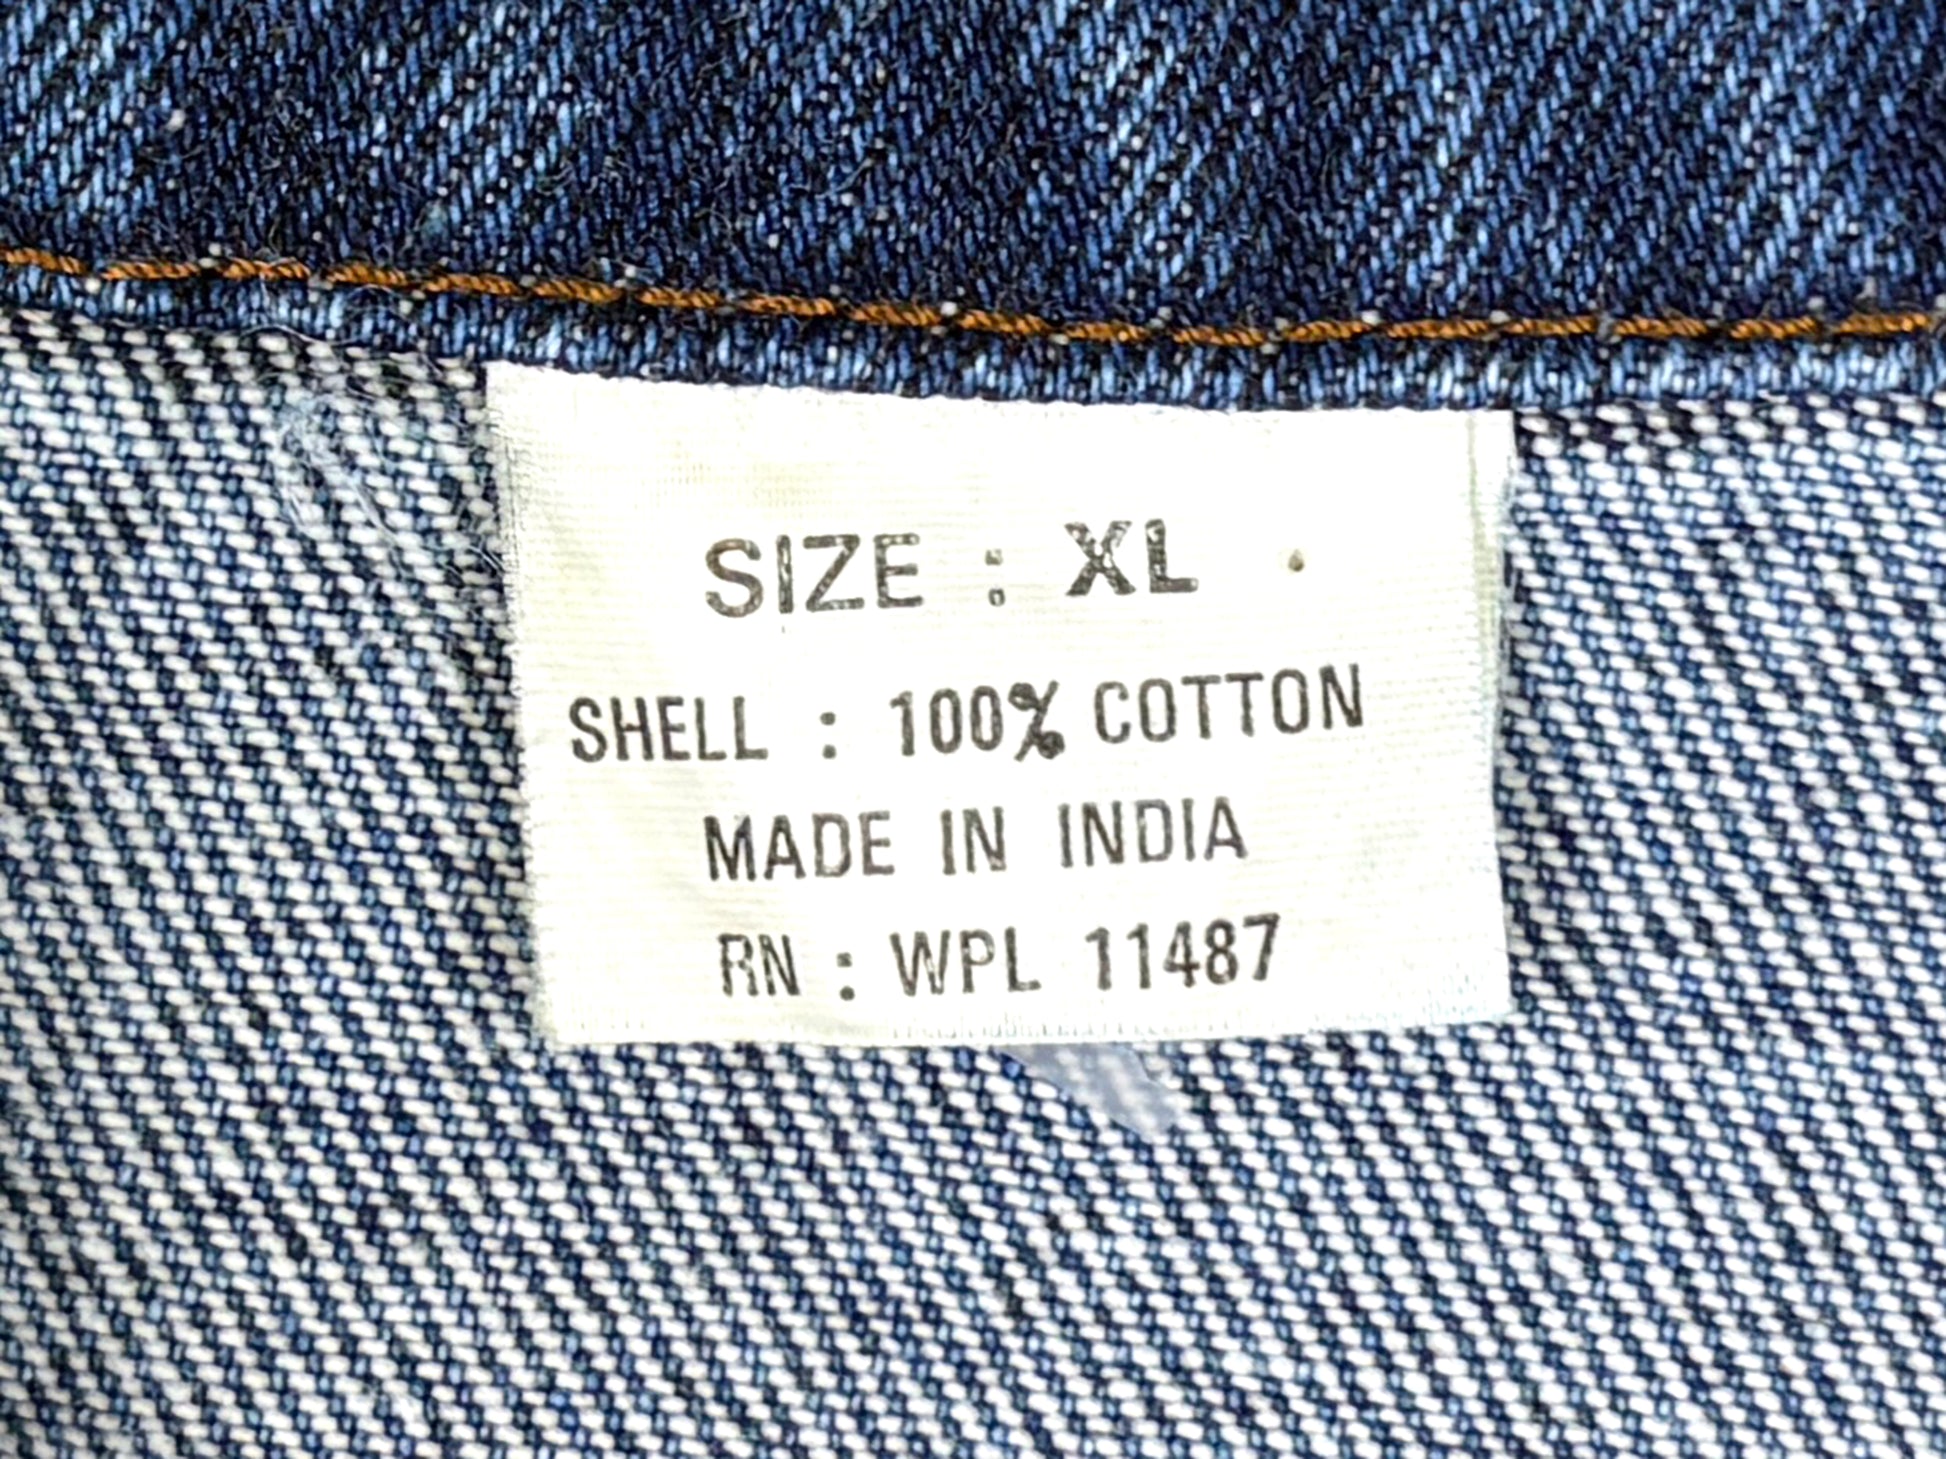 SIZE : XL
SHELL : 100% COTTON
MADE IN INDIA
RN : WPL 11487